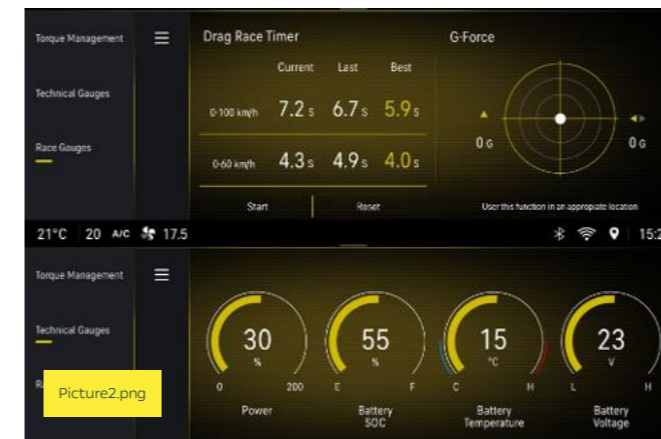 Torque Management
Drag Race Timer
G-Force
Current Last Best
Technical Gauges
0-100 km/h 7.2 s 6.7 s 5.9 s
Race Gauges
0 G
0 G
0-60 km/h 4.3 s 4.9 s 4.0 s
Start Reset
User this function in an appropiate location
21°C 20 A/C 17.5
15:2
Torque Management
Technical Gauges
30
%
0 200
Power
55
%
E F
Battery
SOC
15
°C
C H
Battery
Temperature
23
V
L H
Battery
Voltage
Picture2.png